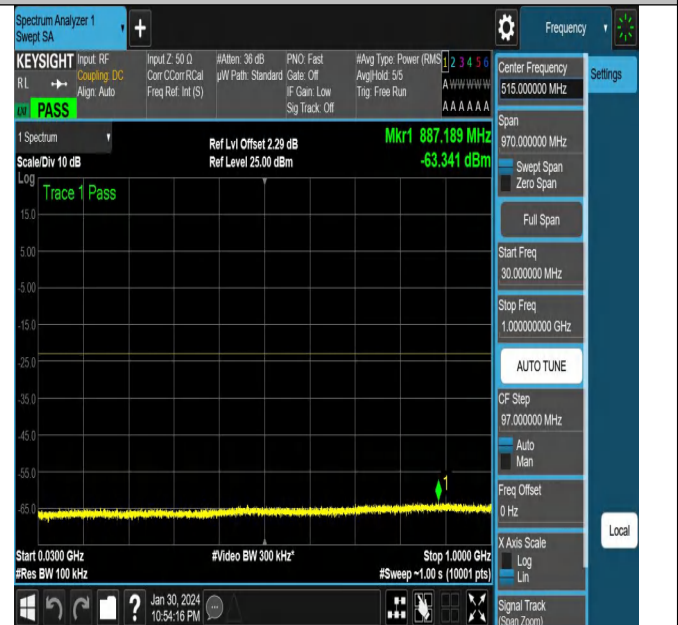 Spectrum Analyzer 1
Swept SA
+
Frequency
KEYSIGHT
RL
Input: RF
Coupling: DC
Align: Auto
Input Z: 50 Ω
Corr CCorr RCal
Freq Ref: Int (S)
#Atten: 36 dB
µW Path: Standard
PNO: Fast
Gate: Off
IF Gain: Low
Sig Track: Off
#Avg Type: Power (RMS
Avg|Hold: 5/5
Trig: Free Run
1 2 3 4 5 6
A W W W W W
A A A A A A
LXI PASS
1 Spectrum
Scale/Div 10 dB
Ref Lvl Offset 2.29 dB
Ref Level 25.00 dBm
Mkr1 887.189 MHz
-63.341 dBm
Log
Trace 1 Pass
15.0
5.00
-5.00
-15.0
-25.0
-35.0
-45.0
-55.0
-65.0
1
Start 0.0300 GHz
#Res BW 100 kHz
#Video BW 300 kHz*
Stop 1.0000 GHz
#Sweep ~1.00 s (10001 pts)
?
Jan 30, 2024
10:54:16 PM
Center Frequency
515.000000 MHz
Settings
Span
970.000000 MHz
Swept Span
Zero Span
Full Span
Start Freq
30.000000 MHz
Stop Freq
1.000000000 GHz
AUTO TUNE
CF Step
97.000000 MHz
Auto
Man
Freq Offset
0 Hz
Local
X Axis Scale
Log
Lin
Signal Track
(Span Zoom)